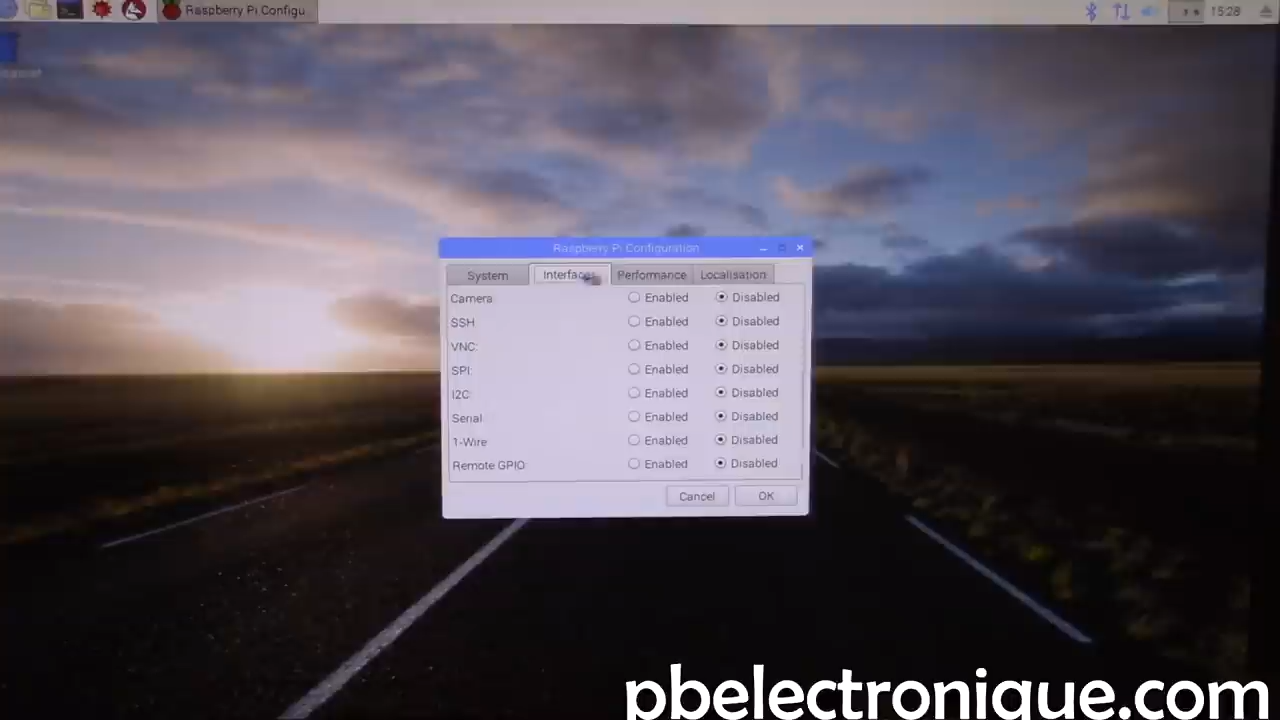 Raspberry Pi Configu
15:28
Raspberry Pi Configuration
System Interfaces Performance Localisation
Camera Enabled Disabled
SSH: Enabled Disabled
VNC: Enabled Disabled
SPI: Enabled Disabled
I2C: Enabled Disabled
Serial Enabled Disabled
1-Wire Enabled Disabled
Remote GPIO: Enabled Disabled
Cancel OK
pbelectronique.com